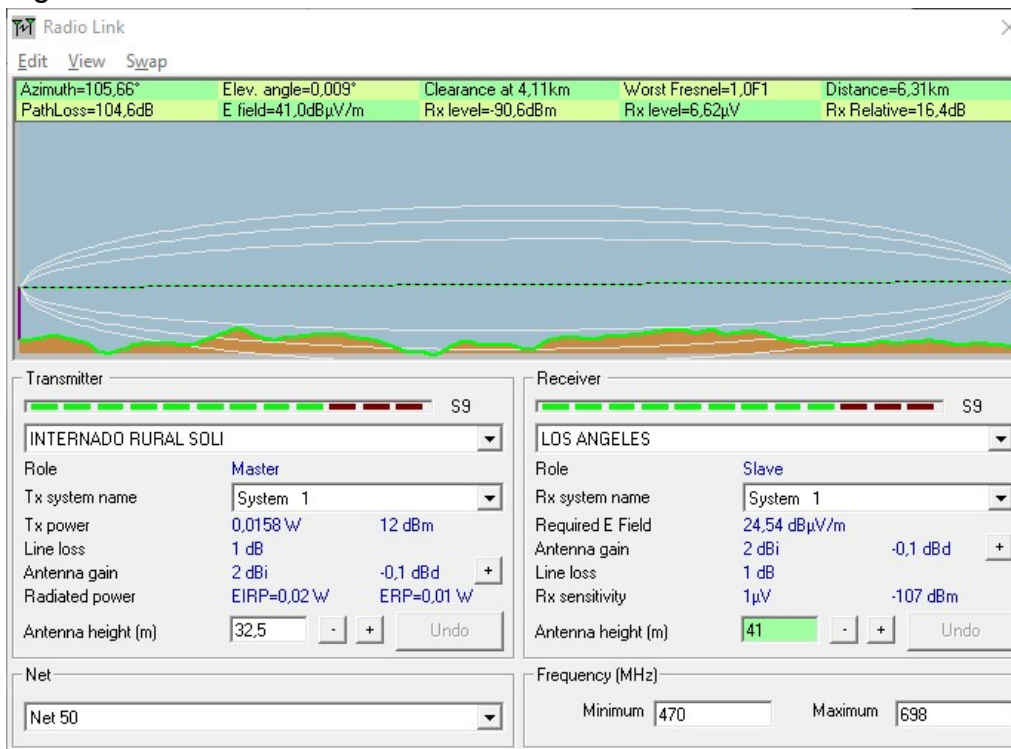 Radio Link
Edit View Swap
Azimuth=105,66° Elev. angle=0,009° Clearance at 4,11km Worst Fresnel=1,0F1 Distance=6,31km
PathLoss=104,6dB E field=41,0dBµV/m Rx level=-90,6dBm Rx level=6,62µV Rx Relative=16,4dB
Transmitter
S9
INTERNADO RURAL SOLI
Role Master
Tx system name System 1
Tx power 0,0158 W 12 dBm
Line loss 1 dB
Antenna gain 2 dBi -0,1 dBd +
Radiated power EIRP=0,02 W ERP=0,01 W
Antenna height (m) 32,5 - + Undo
Receiver
S9
LOS ANGELES
Role Slave
Rx system name System 1
Required E Field 24,54 dBµV/m
Antenna gain 2 dBi -0,1 dBd +
Line loss 1 dB
Rx sensitivity 1µV -107 dBm
Antenna height (m) 41 - + Undo
Net
Net 50
Frequency (MHz)
Minimum 470 Maximum 698